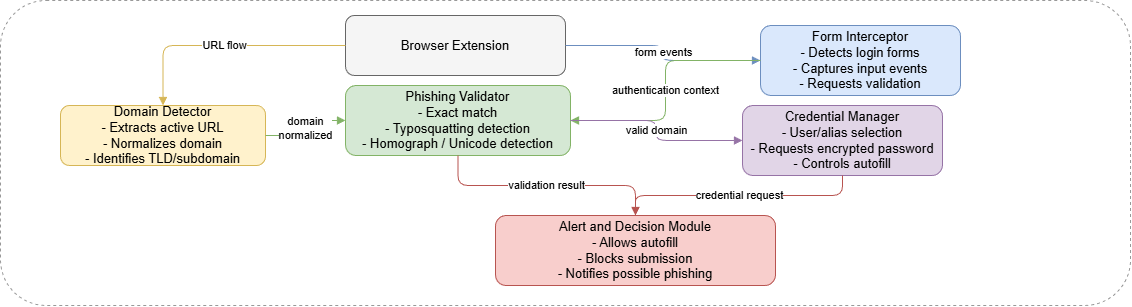 Browser Extension
URL flow
form events
Form Interceptor
- Detects login forms
- Captures input events
- Requests validation
authentication context
Domain Detector
- Extracts active URL
- Normalizes domain
- Identifies TLD/subdomain
domain
normalized
Phishing Validator
- Exact match
- Typosquatting detection
- Homograph / Unicode detection
valid domain
Credential Manager
- User/alias selection
- Requests encrypted password
- Controls autofill
validation result
credential request
Alert and Decision Module
- Allows autofill
- Blocks submission
- Notifies possible phishing